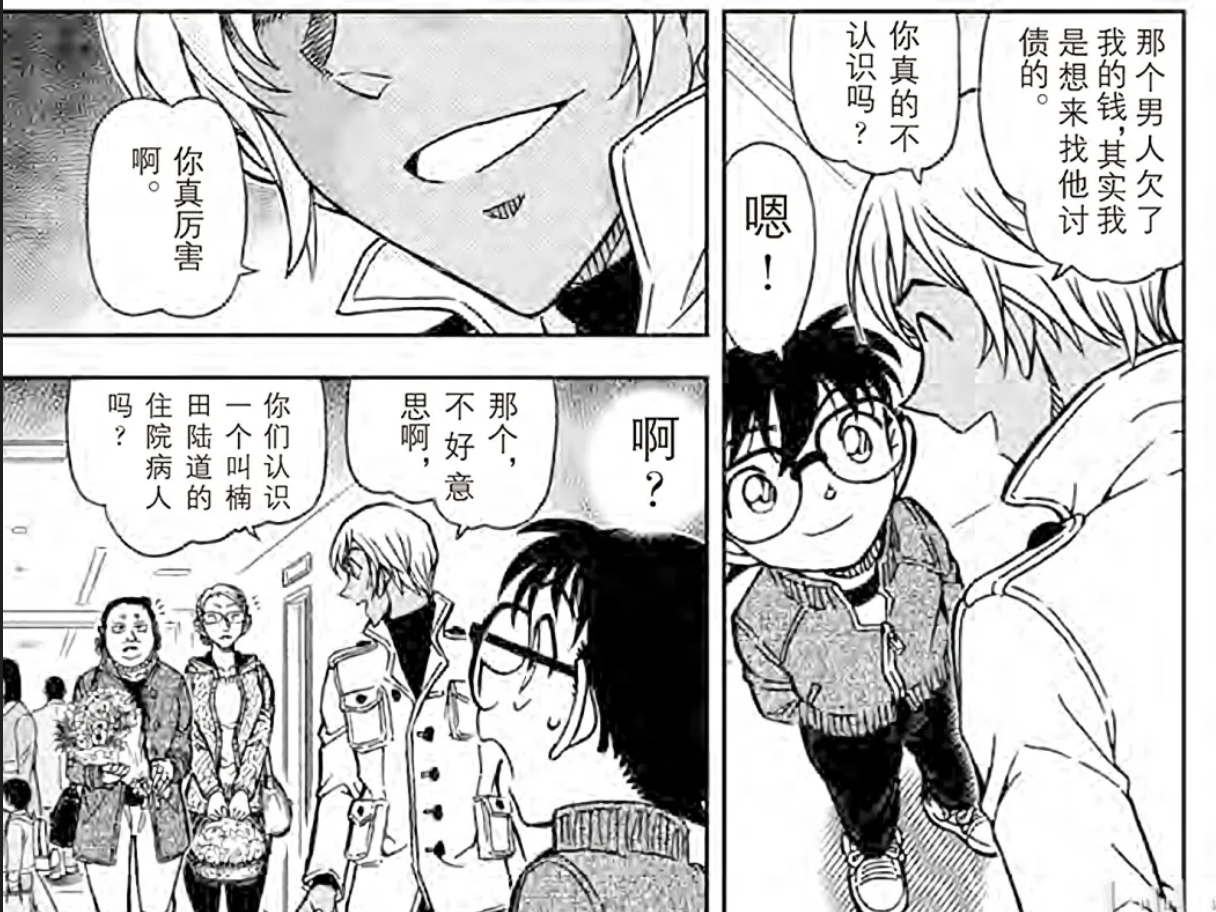 那个男人欠了
我的钱,其实我
是想来找他讨
债的。
你真的不
认识吗？
嗯！
你真厉害
啊。
啊？
那个，
不好意
思啊，
你们认识
一个叫楠
田陆道的
住院病人
吗？